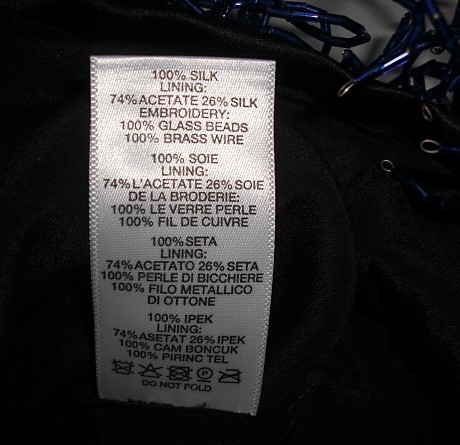 100% SILK
LINING:
74% ACETATE 26% SILK
EMBROIDERY:
100% GLASS BEADS
100% BRASS WIRE
100% SOIE
LINING:
74% L'ACETATE 26% SOIE
DE LA BRODERIE:
100% LE VERRE PERLE
100% FIL DE CUIVRE
100% SETA
LINING:
74% ACETATO 26% SETA
100% PERLE DI BICCHIERE
100% FILO METALLICO
DI OTTONE
100% IPEK
LINING:
74% ASETAT 26% IPEK
100% CAM BONCUK
100% PIRINC TEL
P
DO NOT FOLD